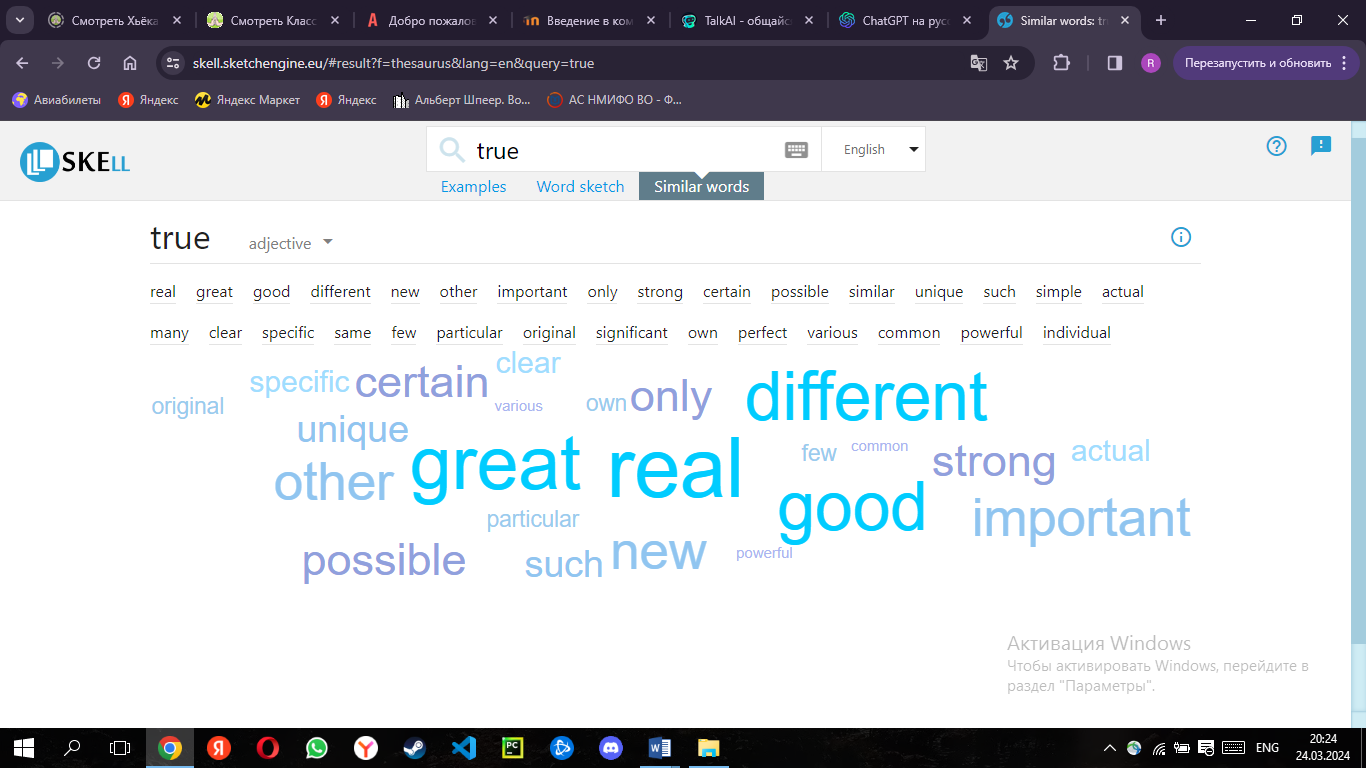 Смотреть Хьёка
Смотреть Класс
Добро пожалов
Введение в ком
TalkAI - общайс
ChatGPT на русс
Similar words: tru
skell.sketchengine.eu/#result?f=thesaurus&lang=en&query=true
R
Перезапустить и обновить
Авиабилеты
Яндекс
Яндекс Маркет
Яндекс
Альберт Шпеер. Во...
АС НМИФО ВО - Ф...
SKELL
true
English
Examples Word sketch Similar words
true adjective
real great good different new other important only strong certain possible similar unique such simple actual
many clear specific same few particular original significant own perfect various common powerful individual
clear
specific certain
original various own only different
unique
great real few common strong actual
other
particular good important
possible such new powerful
Активация Windows
Чтобы активировать Windows, перейдите в
раздел "Параметры".
ENG
20:24
24.03.2024